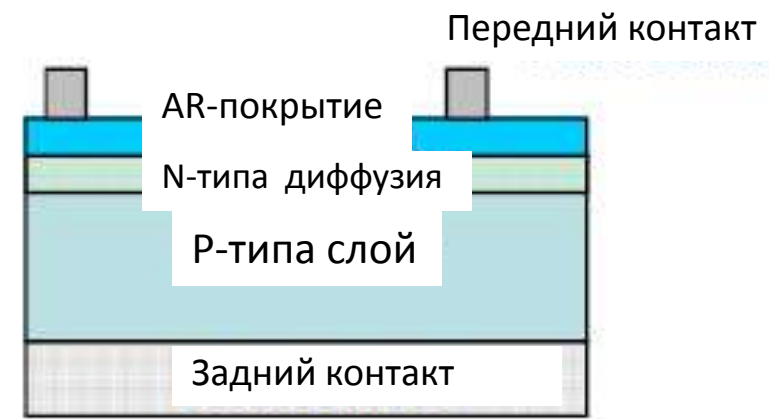 Передний контакт
AR-покрытие
N-типа диффузия
P-типа слой
Задний контакт